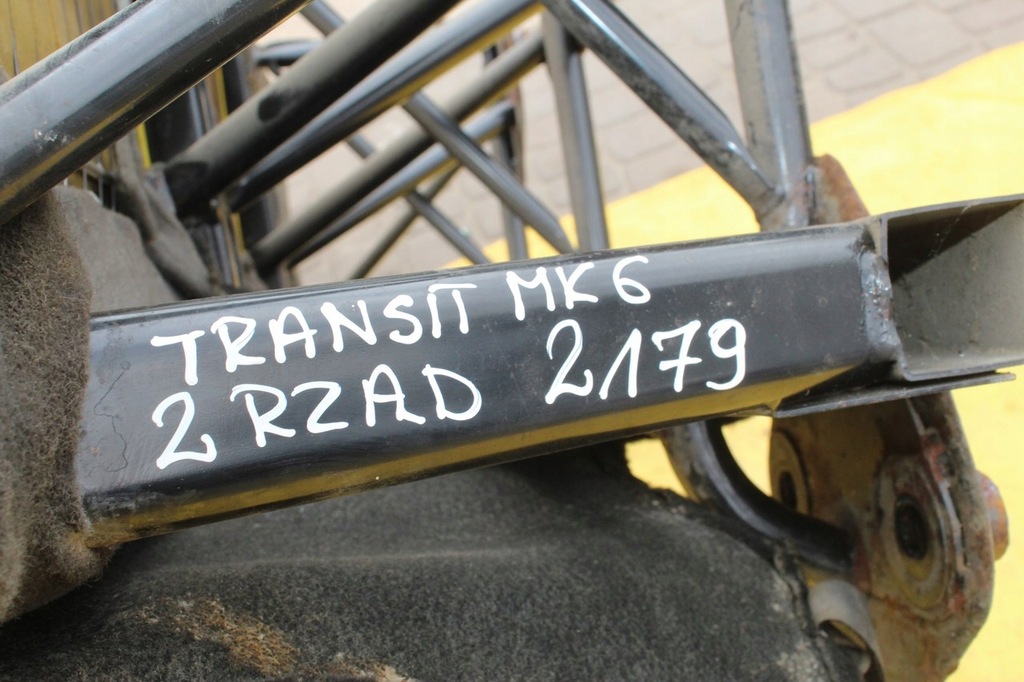 TRANSIT MK6
2 RZAD 2179